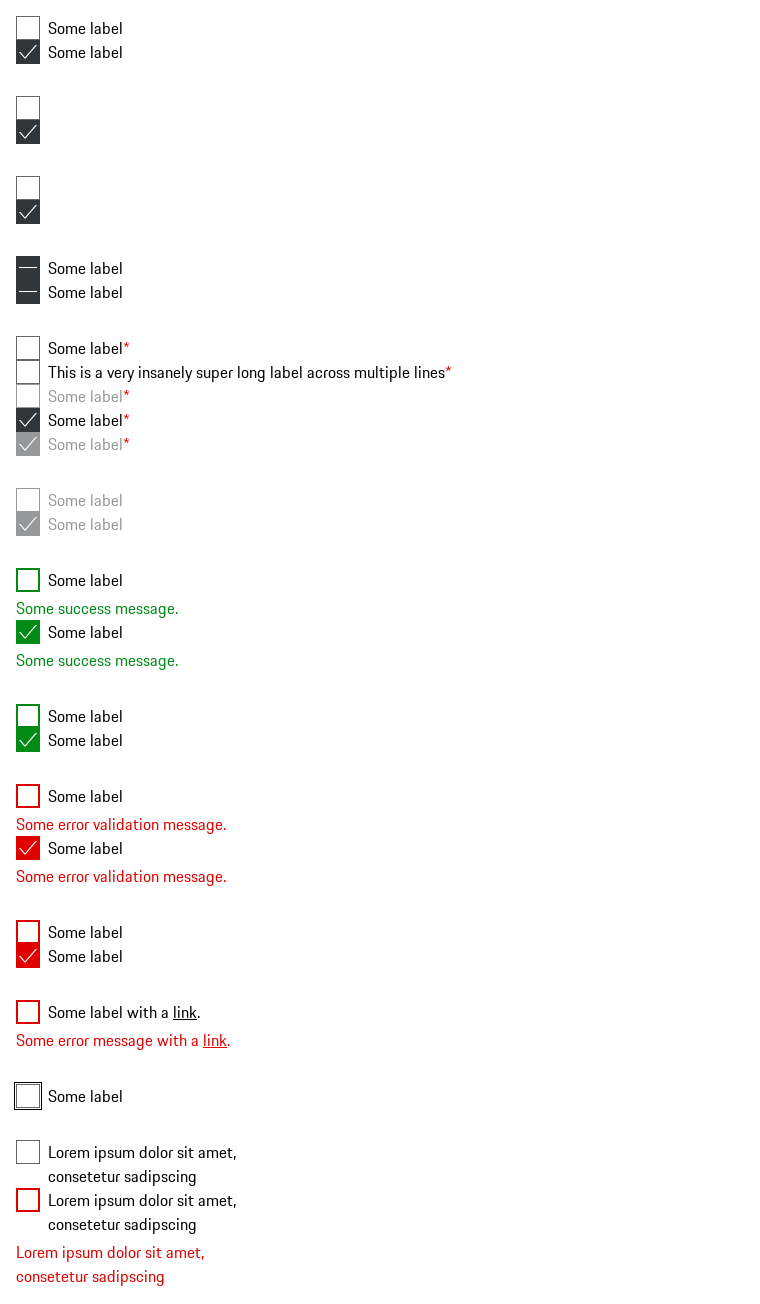 Some label
Some label
Some label
Some label
Some label*
This is a very insanely super long label across multiple lines*
Some label*
Some label*
Some label*
Some label
Some label
Some label
Some success message.
Some label
Some success message.
Some label
Some label
Some label
Some error validation message.
Some label
Some error validation message.
Some label
Some label
Some label with a link.
Some error message with a link.
Some label
Lorem ipsum dolor sit amet,
consetetur sadipscing
Lorem ipsum dolor sit amet,
consetetur sadipscing
Lorem ipsum dolor sit amet,
consetetur sadipscing